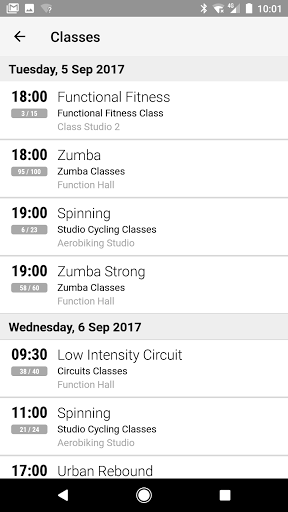 10:01
Classes
Tuesday, 5 Sep 2017
18:00 Functional Fitness
3 / 15 Functional Fitness Class
Class Studio 2
18:00 Zumba
95 / 100 Zumba Classes
Function Hall
19:00 Spinning
6 / 23 Studio Cycling Classes
Aerobiking Studio
19:00 Zumba Strong
58 / 60 Zumba Classes
Function Hall
Wednesday, 6 Sep 2017
09:30 Low Intensity Circuit
38 / 40 Circuits Classes
Function Hall
11:00 Spinning
21 / 24 Studio Cycling Classes
Aerobiking Studio
17:00 Urban Rebound